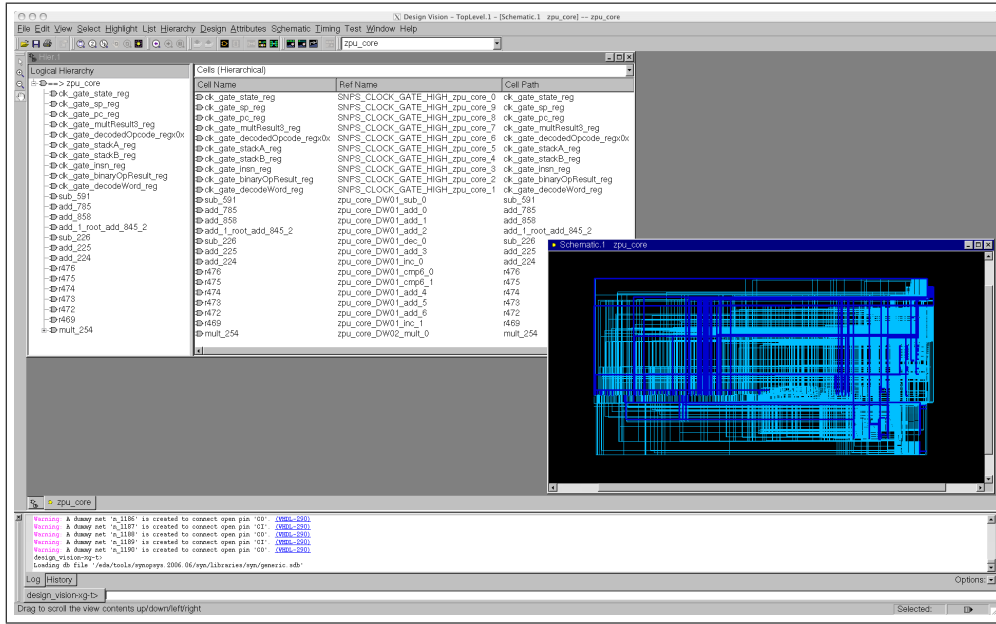 Design Vision - TopLevel.1 - [Schematic.1 zpu_core] -- zpu_core
File Edit View Select Highlight List Hierarchy Design Attributes Schematic Timing Test Window Help
zpu_core
Hier.1
Logical Hierarchy
==> zpu_core
clk_gate_state_reg
clk_gate_sp_reg
clk_gate_pc_reg
clk_gate_multResult3_reg
clk_gate_decodedOpcode_regx0x
clk_gate_stackA_reg
clk_gate_stackB_reg
clk_gate_insn_reg
clk_gate_binaryOpResult_reg
clk_gate_decodeWord_reg
sub_591
add_785
add_858
add_1_root_add_845_2
sub_226
add_225
add_224
r476
r475
r474
r473
r472
r469
mult_254
Cells (Hierarchical)
Cell Name Ref Name Cell Path
clk_gate_state_reg SNPS_CLOCK_GATE_HIGH_zpu_core_0 clk_gate_state_reg
clk_gate_sp_reg SNPS_CLOCK_GATE_HIGH_zpu_core_9 clk_gate_sp_reg
clk_gate_pc_reg SNPS_CLOCK_GATE_HIGH_zpu_core_8 clk_gate_pc_reg
clk_gate_multResult3_reg SNPS_CLOCK_GATE_HIGH_zpu_core_7 clk_gate_multResult3_reg
clk_gate_decodedOpcode_regx0x SNPS_CLOCK_GATE_HIGH_zpu_core_6 clk_gate_decodedOpcode_regx0x
clk_gate_stackA_reg SNPS_CLOCK_GATE_HIGH_zpu_core_5 clk_gate_stackA_reg
clk_gate_stackB_reg SNPS_CLOCK_GATE_HIGH_zpu_core_4 clk_gate_stackB_reg
clk_gate_insn_reg SNPS_CLOCK_GATE_HIGH_zpu_core_3 clk_gate_insn_reg
clk_gate_binaryOpResult_reg SNPS_CLOCK_GATE_HIGH_zpu_core_2 clk_gate_binaryOpResult_reg
clk_gate_decodeWord_reg SNPS_CLOCK_GATE_HIGH_zpu_core_1 clk_gate_decodeWord_reg
sub_591 zpu_core_DW01_sub_0 sub_591
add_785 zpu_core_DW01_add_0 add_785
add_858 zpu_core_DW01_add_1 add_858
add_1_root_add_845_2 zpu_core_DW01_add_2 add_1_root_add_845_2
sub_226 zpu_core_DW01_dec_0 sub_226
add_225 zpu_core_DW01_add_3 add_225
add_224 zpu_core_DW01_inc_0 add_224
r476 zpu_core_DW01_cmp6_0 r476
r475 zpu_core_DW01_cmp6_1 r475
r474 zpu_core_DW01_add_4 r474
r473 zpu_core_DW01_add_5 r473
r472 zpu_core_DW01_add_6 r472
r469 zpu_core_DW01_inc_1 r469
mult_254 zpu_core_DW02_mult_0 mult_254
Schematic.1 zpu_core
zpu_core
Warning: A dummy net 'n_1186' is created to connect open pin 'CO'. (VHDL-290)
Warning: A dummy net 'n_1187' is created to connect open pin 'CI'. (VHDL-290)
Warning: A dummy net 'n_1188' is created to connect open pin 'CO'. (VHDL-290)
Warning: A dummy net 'n_1189' is created to connect open pin 'CI'. (VHDL-290)
Warning: A dummy net 'n_1190' is created to connect open pin 'CO'. (VHDL-290)
design_vision-xg-t>
Loading db file '/eda/tools/synopsys.2006.06/syn/libraries/syn/generic.sdb'
Log History Options:
design_vision-xg-t>
Drag to scroll the view contents up/down/left/right Selected: